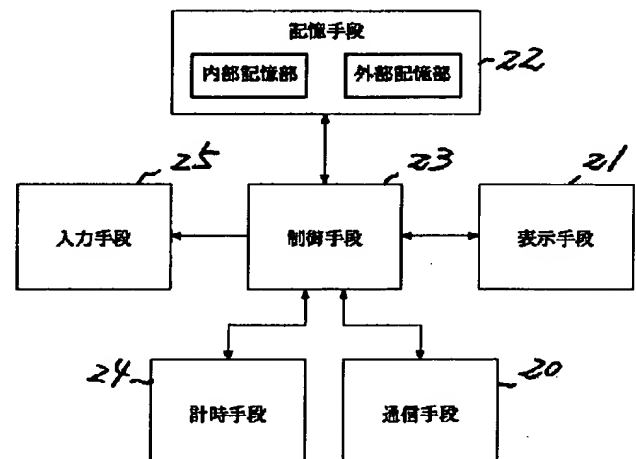 記憶手段
内部記憶部 外部記憶部
22
25
23
21
入力手段
制御手段
表示手段
24
20
計時手段
通信手段